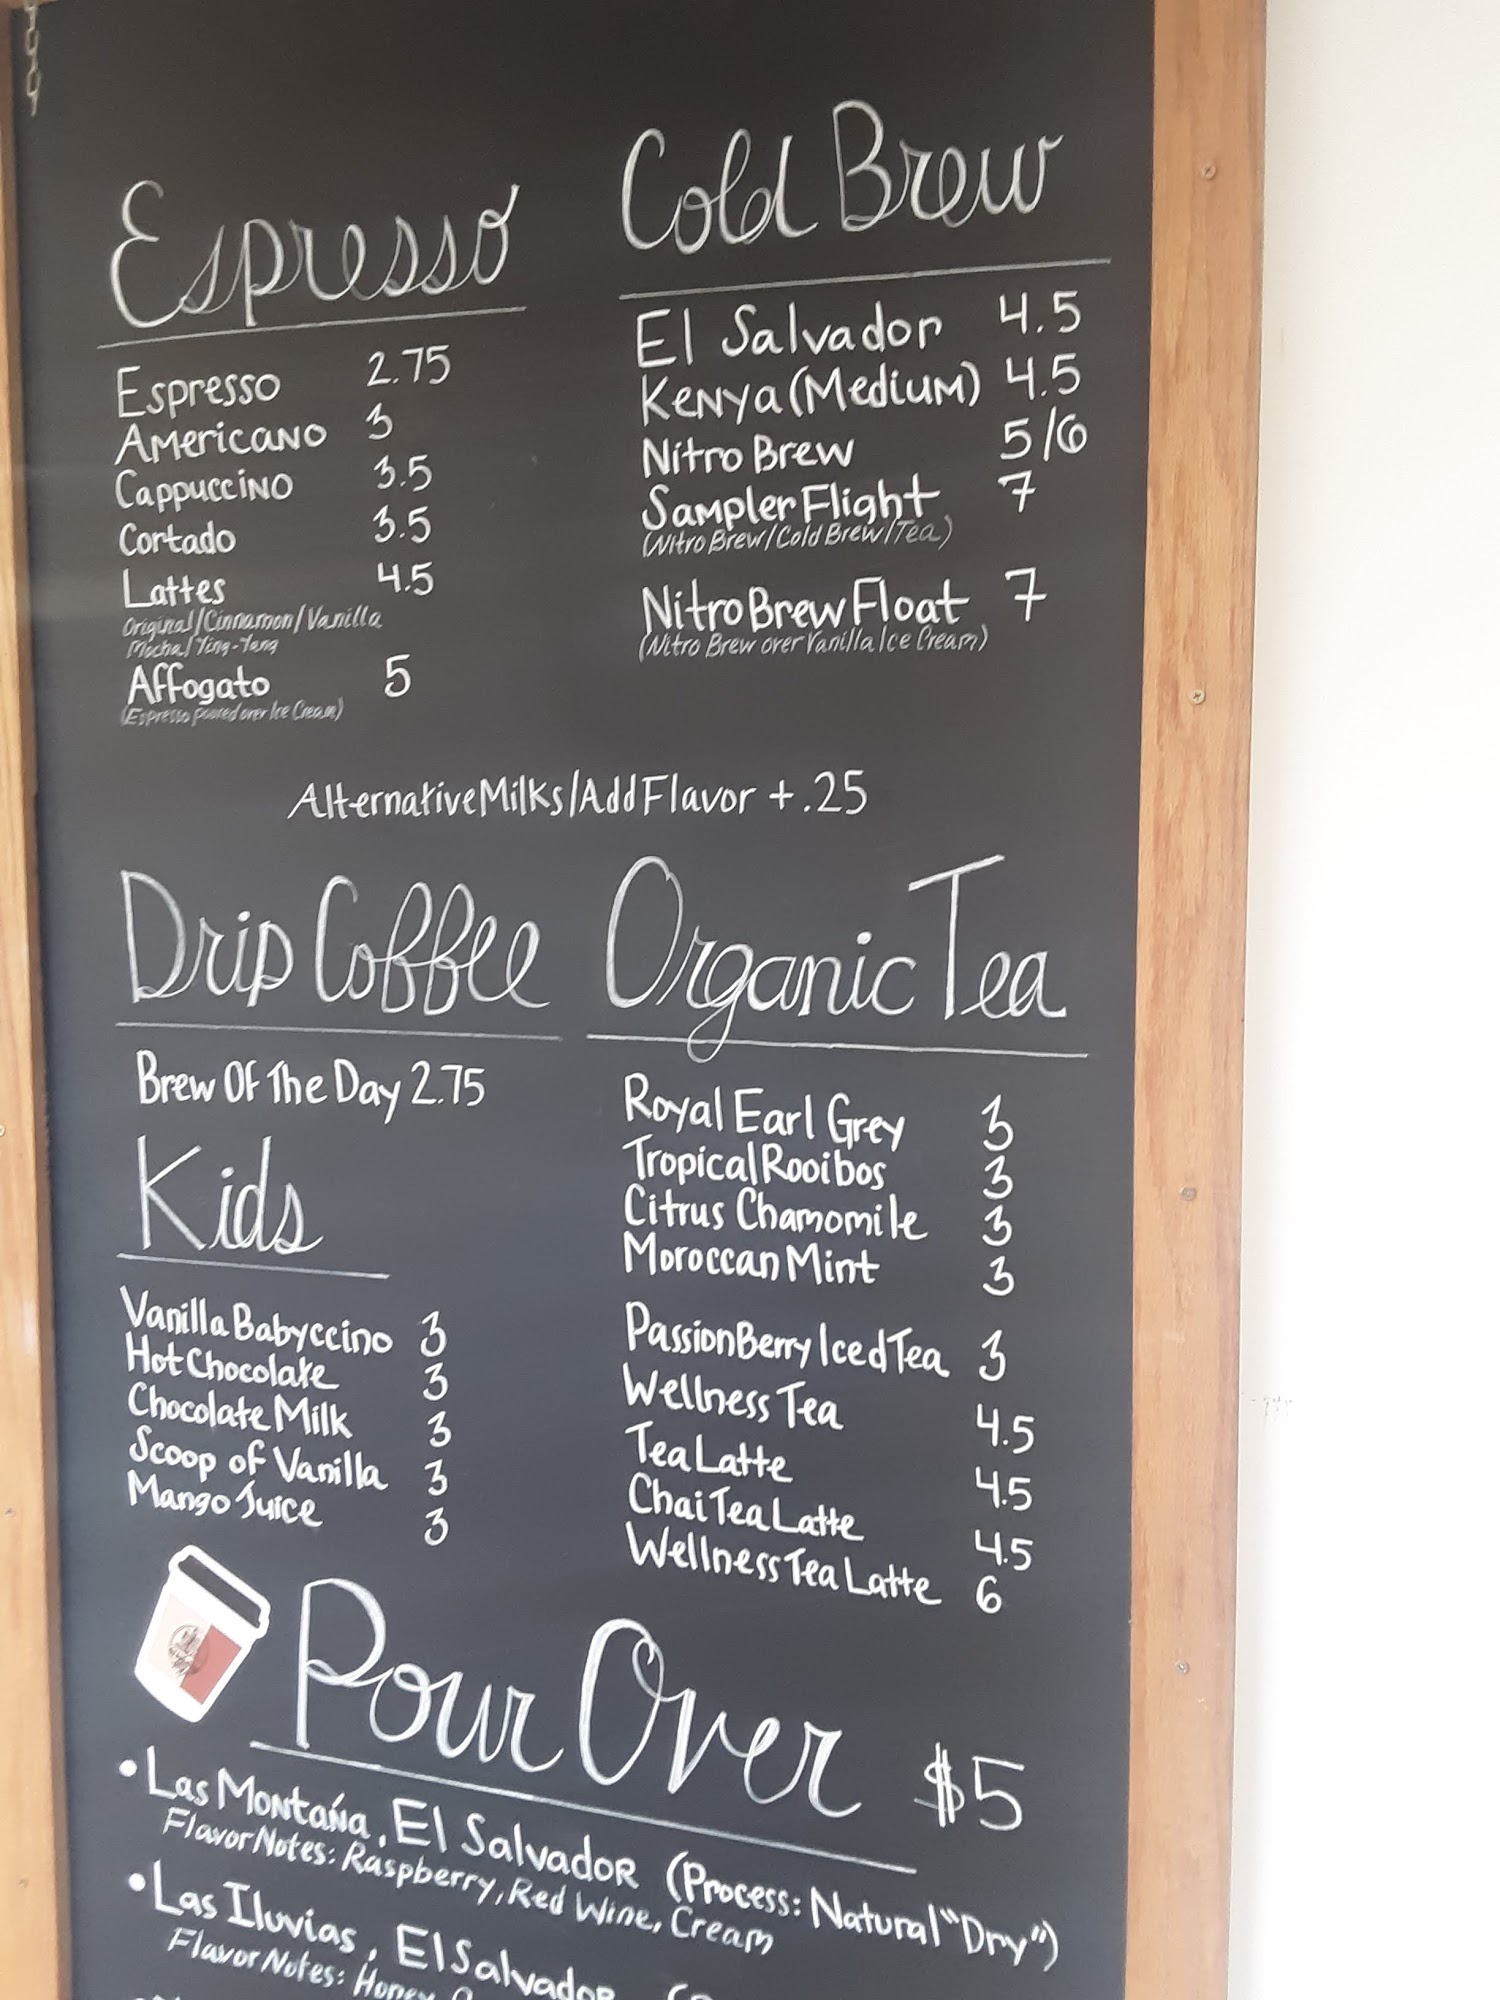 Espresso
Espresso 2.75
Americano 3
Cappuccino 3.5
Cortado 3.5
Lattes 4.5
Original/Cinnamon/Vanilla
Mocha/Ying-Yang
Affogato 5
(Espresso poured over Ice Cream)
Cold Brew
El Salvador 4.5
Kenya (Medium) 4.5
Nitro Brew 5/6
Sampler Flight 7
(Nitro Brew/Cold Brew/Tea)
Nitro Brew Float 7
(Nitro Brew over Vanilla Ice Cream)
Alternative Milks/Add Flavor +.25
Drip Coffee
Brew Of The Day 2.75
Kids
Vanilla Babyccino 3
Hot Chocolate 3
Chocolate Milk 3
Scoop of Vanilla 3
Mango Juice 3
Organic Tea
Royal Earl Grey 3
Tropical Rooibos 3
Citrus Chamomile 3
Moroccan Mint 3
Passion Berry Iced Tea 3
Wellness Tea 4.5
Tea Latte 4.5
Chai Tea Latte 4.5
Wellness Tea Latte 6
Pour Over $5
• Las Montaña, El Salvador (Process: Natural "Dry")
Flavor Notes: Raspberry, Red Wine, Cream
• Las Iluvias, El Salvador
Flavor Notes: Honey,